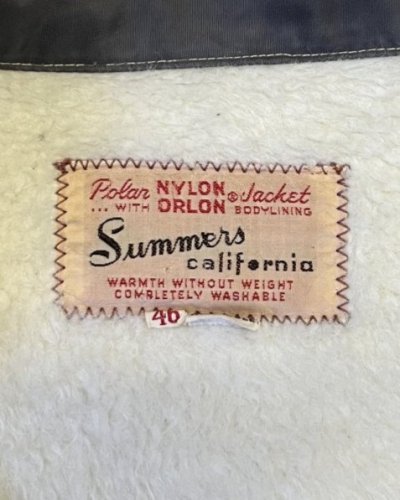 Polar NYLON ® Jacket
... WITH ORLON BODYLINING
Summers
california
WARMTH WITHOUT WEIGHT
COMPLETELY WASHABLE
46